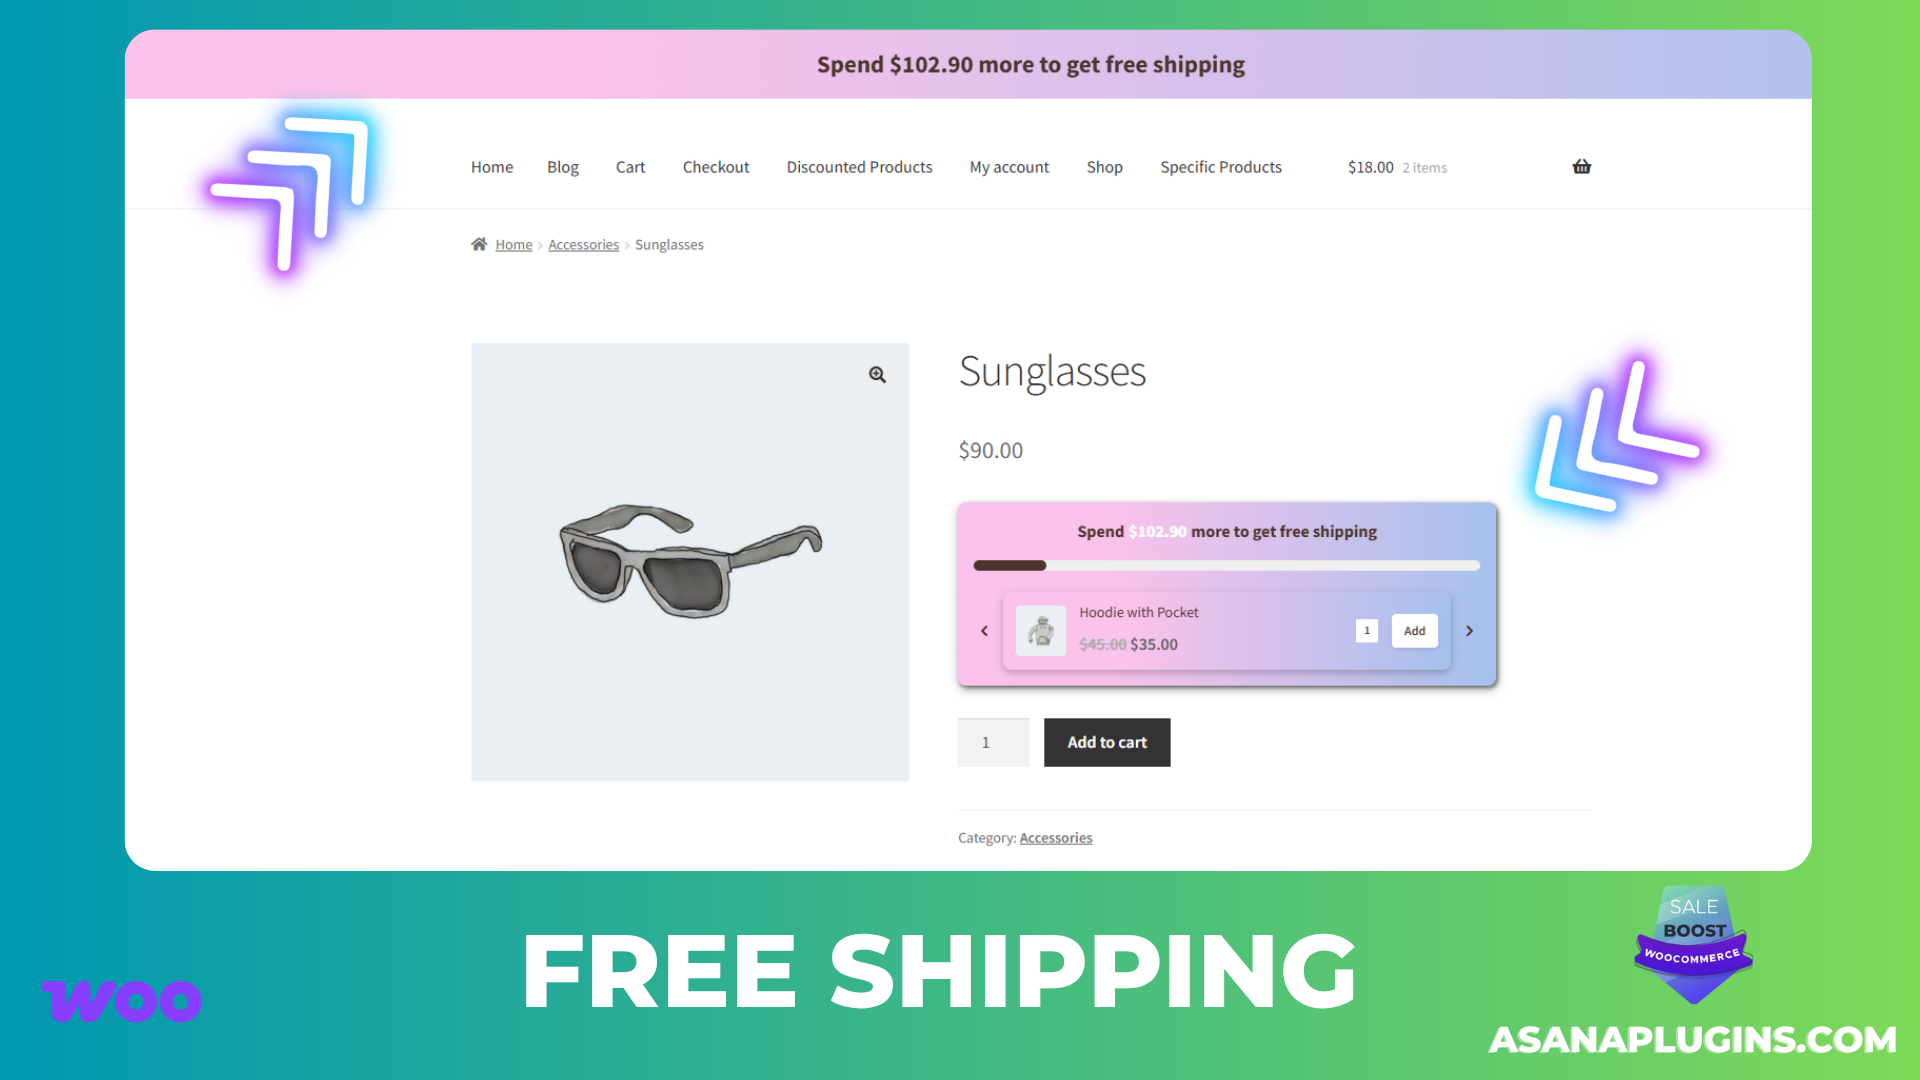 Spend $102.90 more to get free shipping
Home Blog Cart Checkout Discounted Products My account Shop Specific Products $18.00 2 items
Home › Accessories › Sunglasses
Sunglasses
$90.00
Spend $102.90 more to get free shipping
Hoodie with Pocket
$45.00 $35.00
1 Add
1 Add to cart
Category: Accessories
SALE
BOOST
WOOCOMMERCE
FREE SHIPPING
woo
ASANAPLUGINS.COM